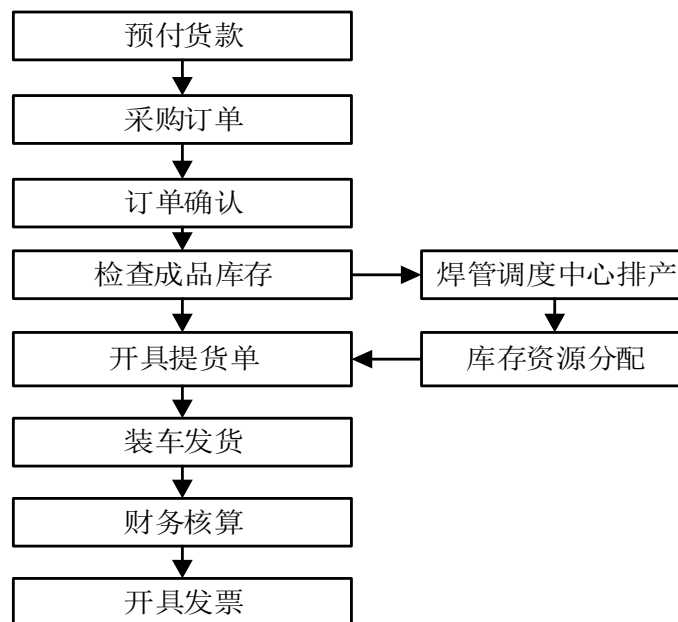 预付货款
采购订单
订单确认
检查成品库存
焊管调度中心排产
开具提货单
库存资源分配
装车发货
财务核算
开具发票